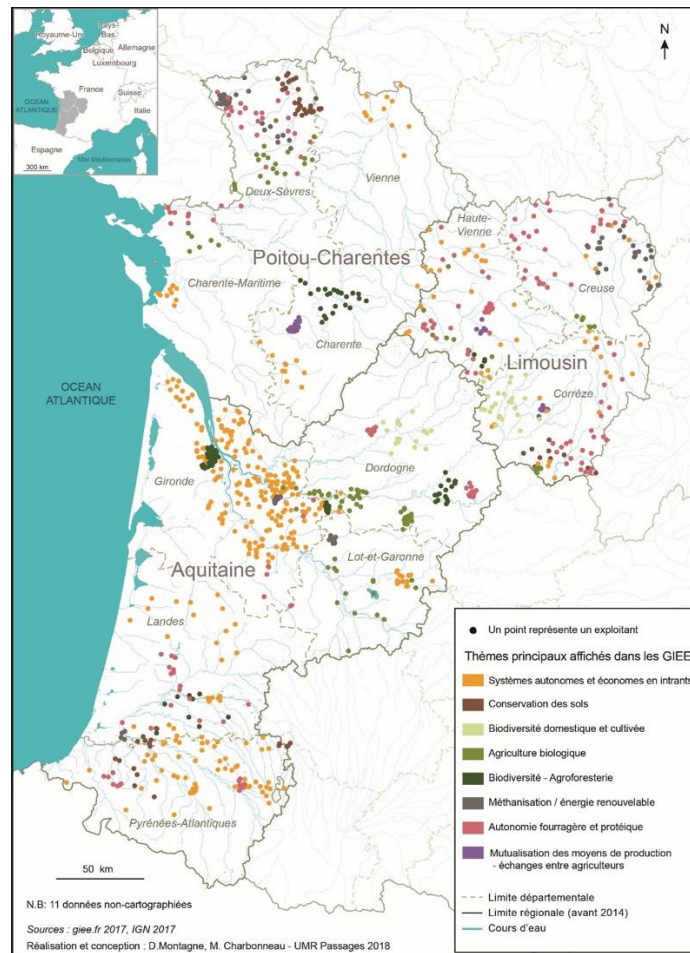 Royaume-Uni
Pays-
Bas
Belgique
Allemagne
Luxembourg
France
Suisse
OCEAN
ATLANTIQUE
Italie
Espagne
Mer Méditerranée
300 km
N
Vienne
Deux-Sèvres
Haute-
Vienne
Poitou-Charentes
Creuse
Charente-Maritime
Charente
Limousin
OCEAN
ATLANTIQUE
Corrèze
Dordogne
Gironde
Lot-et-Garonne
Aquitaine
Landes
Pyrénées-Atlantiques
Un point représente un exploitant
Thèmes principaux affichés dans les GIEE
Systèmes autonomes et économes en intrants
Conservation des sols
Biodiversité domestique et cultivée
Agriculture biologique
Biodiversité - Agroforesterie
Méthanisation / énergie renouvelable
Autonomie fourragère et protéique
Mutualisation des moyens de production
- échanges entre agriculteurs
Limite départementale
Limite régionale (avant 2014)
Cours d'eau
50 km
N.B: 11 données non-cartographiées
Sources : giee.fr 2017, IGN 2017
Réalisation et conception : D.Montagne, M. Charbonneau - UMR Passages 2018